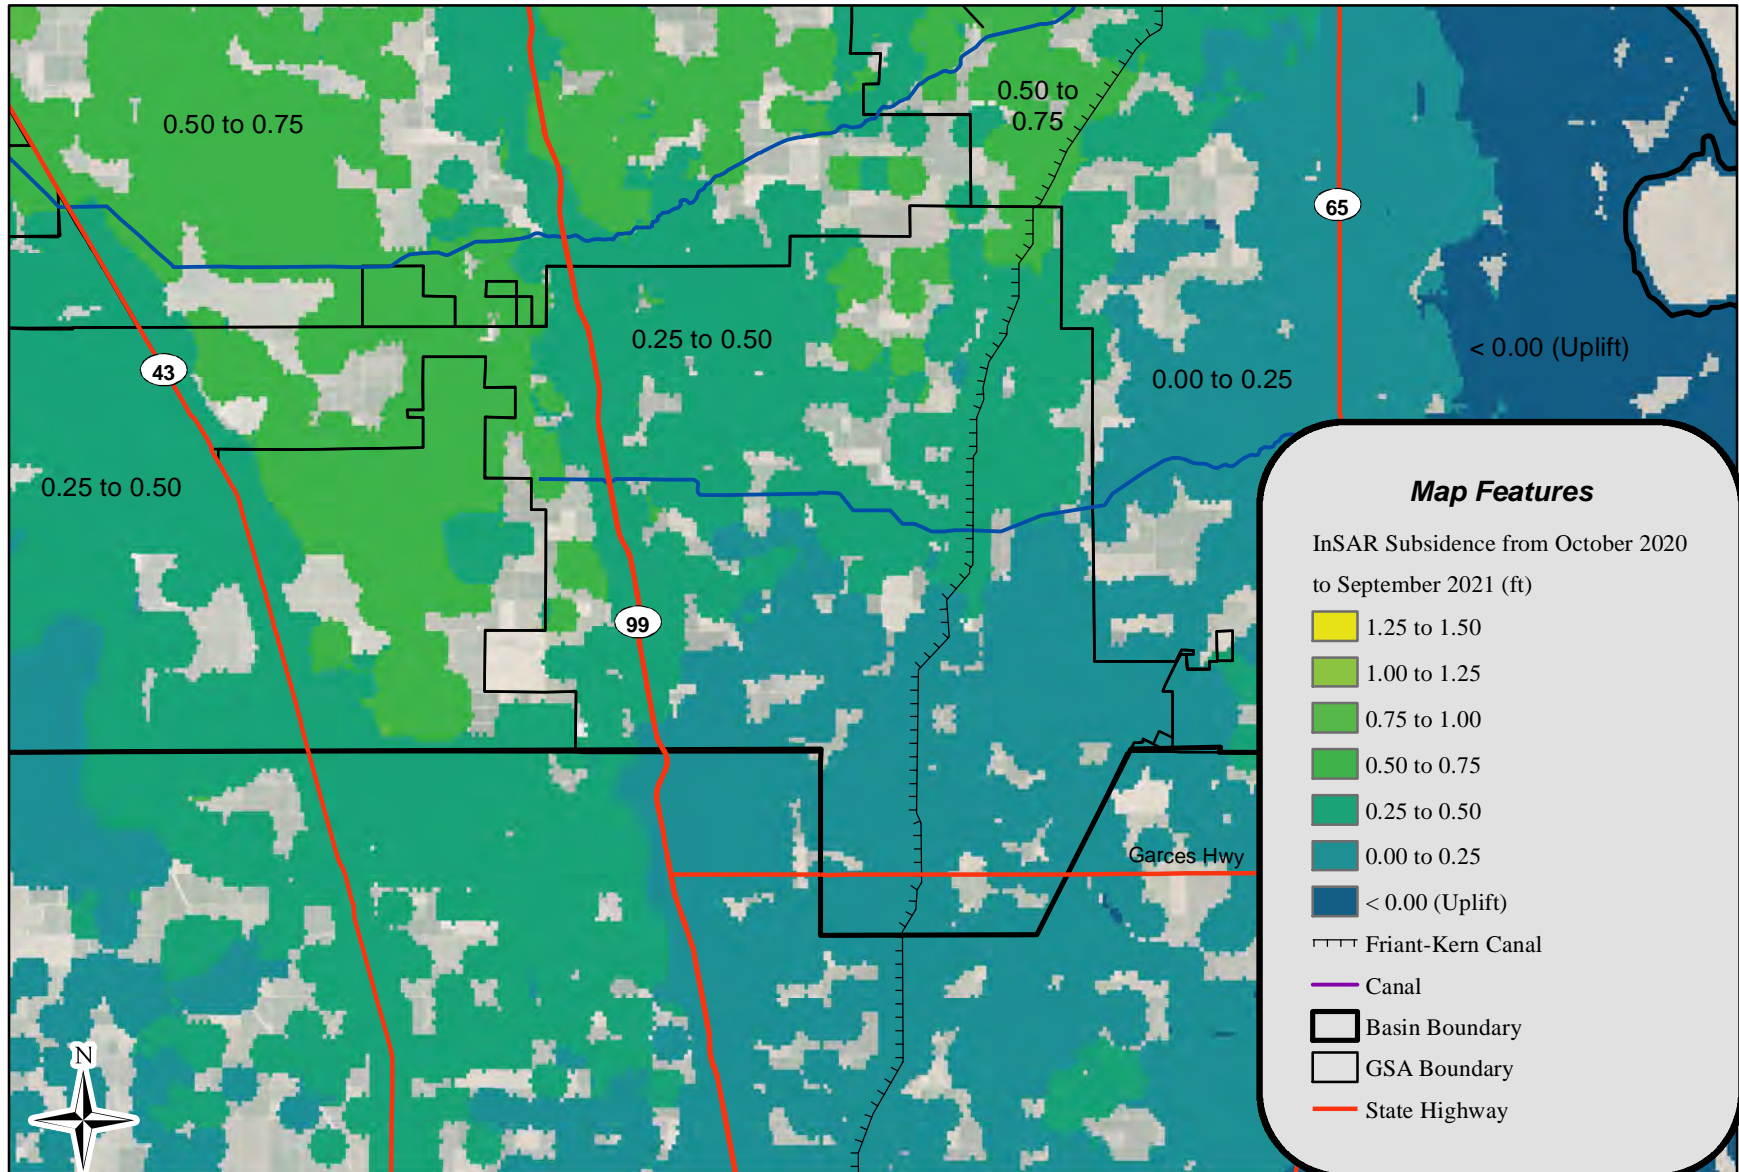 0.50 to 0.75
0.50 to
0.75
65
0.25 to 0.50
< 0.00 (Uplift)
43
0.00 to 0.25
0.25 to 0.50
99
Garces Hwy
N
Map Features
InSAR Subsidence from October 2020
to September 2021 (ft)
1.25 to 1.50
1.00 to 1.25
0.75 to 1.00
0.50 to 0.75
0.25 to 0.50
0.00 to 0.25
< 0.00 (Uplift)
Friant-Kern Canal
Canal
Basin Boundary
GSA Boundary
State Highway